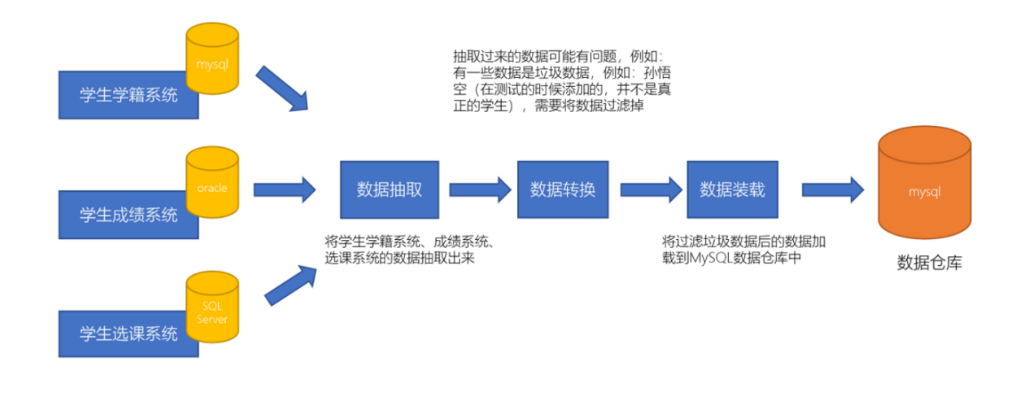 mysql
学生学籍系统
抽取过来的数据可能有问题，例如：
有一些数据是垃圾数据，例如：孙悟
空（在测试的时候添加的，并不是真
正的学生），需要将数据过滤掉
oracle
学生成绩系统
数据抽取
数据转换
数据装载
mysql
将学生学籍系统、成绩系统、
选课系统的数据抽取出来
将过滤垃圾数据后的数据加
载到MySQL数据仓库中
数据仓库
SQL
Server
学生选课系统